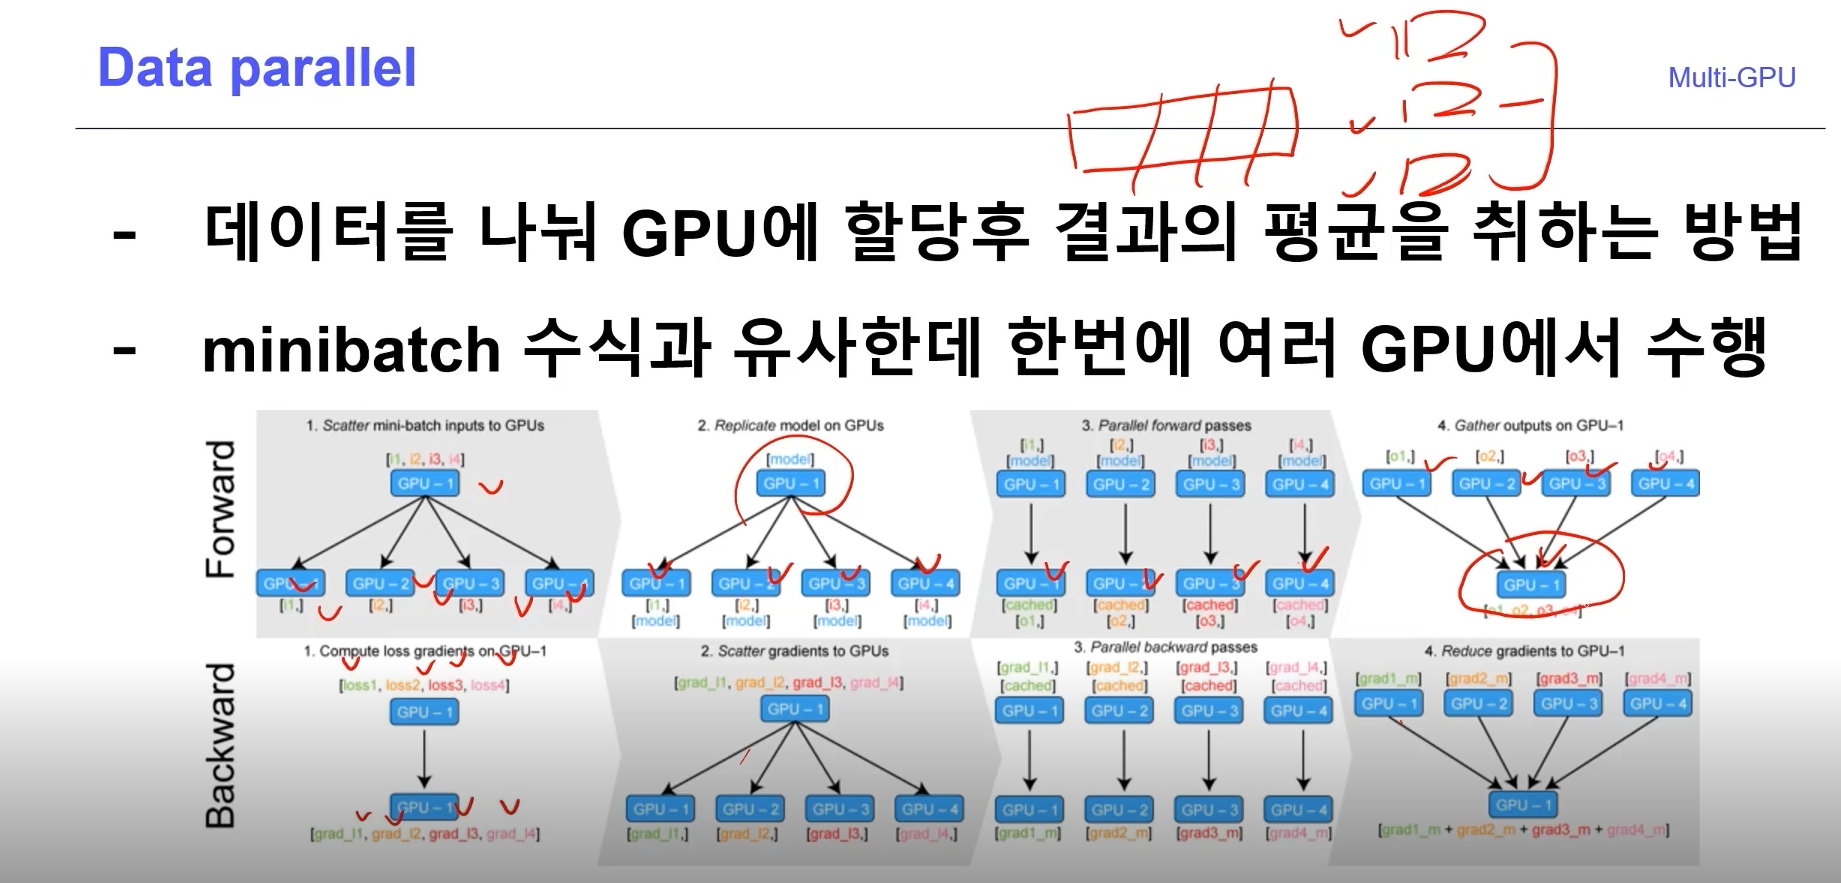 Data parallel
Multi-GPU
- 데이터를 나눠 GPU에 할당후 결과의 평균을 취하는 방법
- minibatch 수식과 유사한데 한번에 여러 GPU에서 수행
Forward
1. Scatter mini-batch inputs to GPUs
[i1, i2, i3, i4]
GPU – 1
GPU – 1 GPU – 2 GPU – 3 GPU – 4
[i1,] [i2,] [i3,] [i4,]
2. Replicate model on GPUs
[model]
GPU – 1
GPU – 1 GPU – 2 GPU – 3 GPU – 4
[i1,] [i2,] [i3,] [i4,]
[model] [model] [model] [model]
3. Parallel forward passes
[i1,] [i2,] [i3,] [i4,]
[model] [model] [model] [model]
GPU – 1 GPU – 2 GPU – 3 GPU – 4
GPU – 1 GPU – 2 GPU – 3 GPU – 4
[cached] [cached] [cached] [cached]
[o1,] [o2,] [o3,] [o4,]
4. Gather outputs on GPU–1
[o1,] [o2,] [o3,] [o4,]
GPU – 1 GPU – 2 GPU – 3 GPU – 4
GPU – 1
[o1, o2, o3, o4]
Backward
1. Compute loss gradients on GPU–1
[loss1, loss2, loss3, loss4]
GPU – 1
GPU – 1
[grad_l1, grad_l2, grad_l3, grad_l4]
2. Scatter gradients to GPUs
[grad_l1, grad_l2, grad_l3, grad_l4]
GPU – 1
GPU – 1 GPU – 2 GPU – 3 GPU – 4
[grad_l1,] [grad_l2,] [grad_l3,] [grad_l4,]
3. Parallel backward passes
[grad_l1,] [grad_l2,] [grad_l3,] [grad_l4,]
[cached] [cached] [cached] [cached]
GPU – 1 GPU – 2 GPU – 3 GPU – 4
GPU – 1 GPU – 2 GPU – 3 GPU – 4
[grad1_m] [grad2_m] [grad3_m] [grad4_m]
4. Reduce gradients to GPU–1
[grad1_m] [grad2_m] [grad3_m] [grad4_m]
GPU – 1 GPU – 2 GPU – 3 GPU – 4
GPU – 1
[grad1_m + grad2_m + grad3_m + grad4_m]